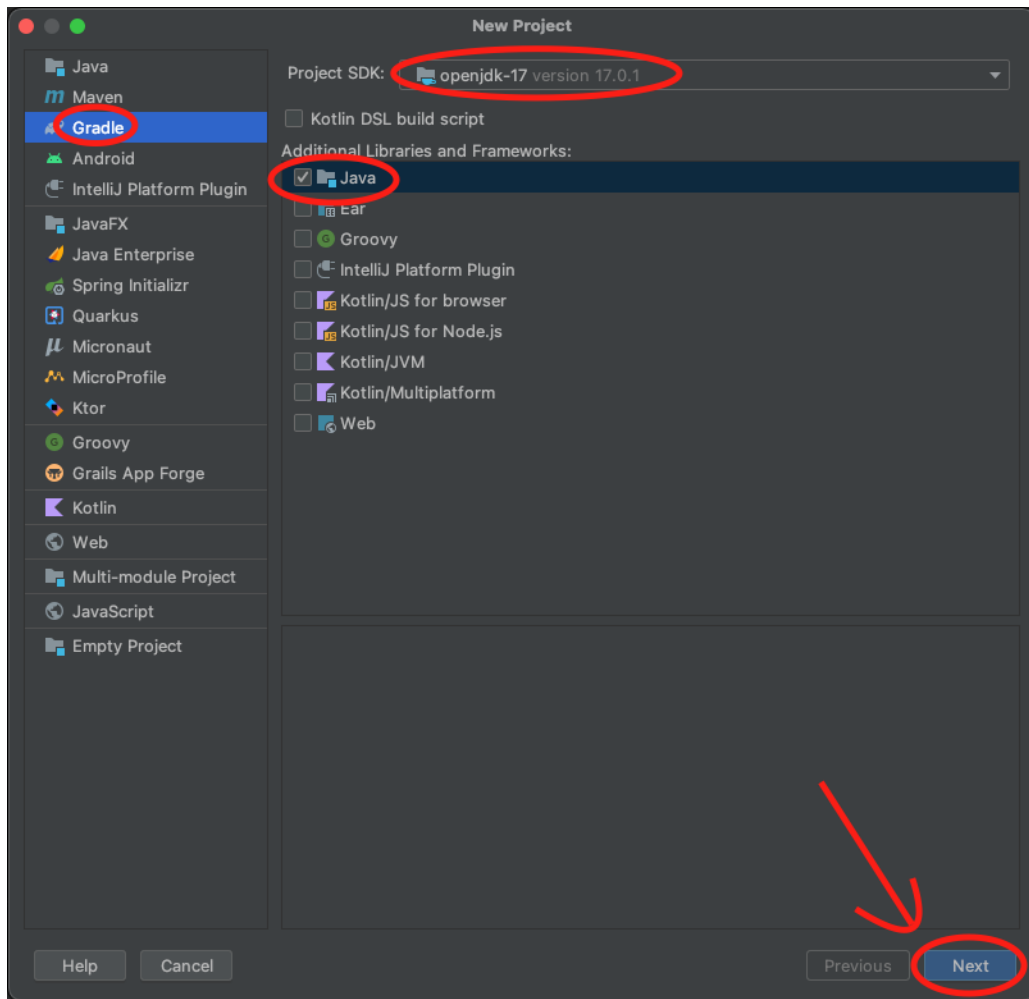 New Project
Java
Maven
Gradle
Android
IntelliJ Platform Plugin
JavaFX
Java Enterprise
Spring Initializr
Quarkus
Micronaut
MicroProfile
Ktor
Groovy
Grails App Forge
Kotlin
Web
Multi-module Project
JavaScript
Empty Project
Project SDK: openjdk-17 version 17.0.1
Kotlin DSL build script
Additional Libraries and Frameworks:
Java
Ear
Groovy
IntelliJ Platform Plugin
Kotlin/JS for browser
Kotlin/JS for Node.js
Kotlin/JVM
Kotlin/Multiplatform
Web
Help Cancel Previous Next